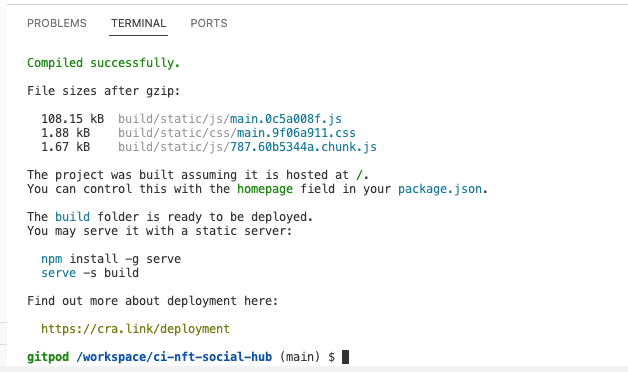 PROBLEMS TERMINAL PORTS
Compiled successfully.
File sizes after gzip:
108.15 kB build/static/js/main.0c5a008f.js
1.88 kB build/static/css/main.9f06a911.css
1.67 kB build/static/js/787.60b5344a.chunk.js
The project was built assuming it is hosted at /.
You can control this with the homepage field in your package.json.
The build folder is ready to be deployed.
You may serve it with a static server:
npm install -g serve
serve -s build
Find out more about deployment here:
https://cra.link/deployment
gitpod /workspace/ci-nft-social-hub (main) $